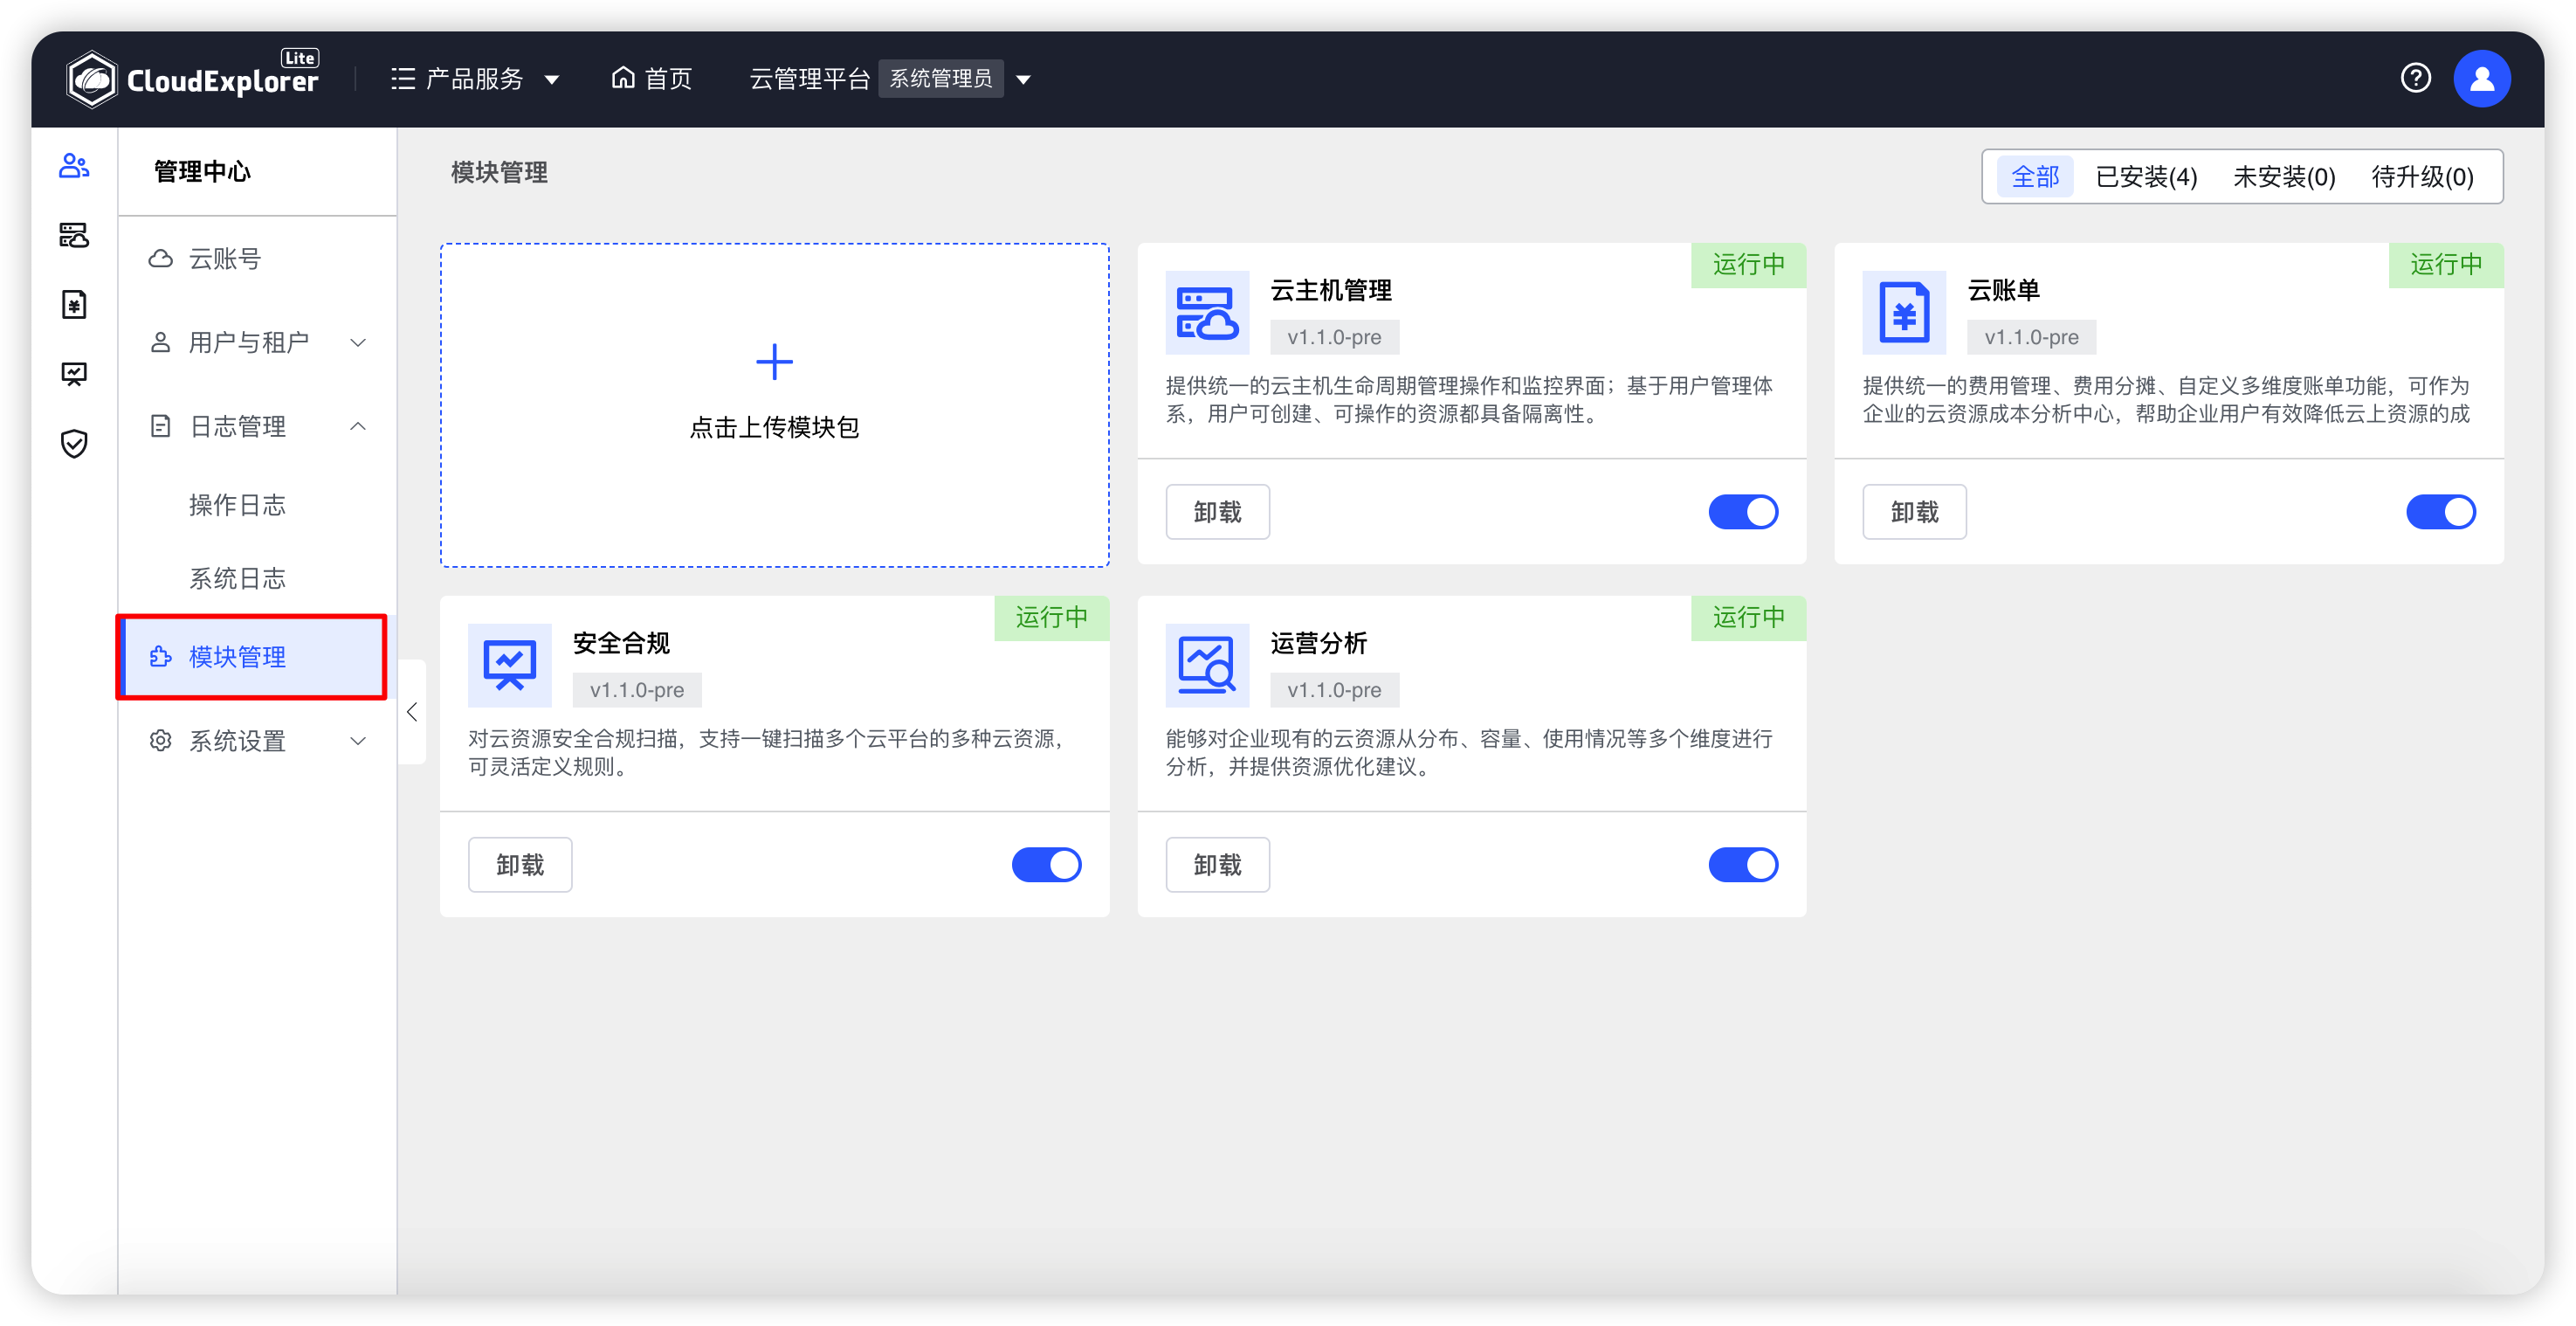 CloudExplorer Lite
产品服务
首页
云管理平台 系统管理员
管理中心
云账号
用户与租户
日志管理
操作日志
系统日志
模块管理
系统设置
模块管理
全部 已安装(4) 未安装(0) 待升级(0)
点击上传模块包
运行中
云主机管理
v1.1.0-pre
提供统一的云主机生命周期管理操作和监控界面；基于用户管理体
系，用户可创建、可操作的资源都具备隔离性。
卸载
运行中
云账单
v1.1.0-pre
提供统一的费用管理、费用分摊、自定义多维度账单功能，可作为
企业的云资源成本分析中心，帮助企业用户有效降低云上资源的成
卸载
运行中
安全合规
v1.1.0-pre
对云资源安全合规扫描，支持一键扫描多个云平台的多种云资源，
可灵活定义规则。
卸载
运行中
运营分析
v1.1.0-pre
能够对企业现有的云资源从分布、容量、使用情况等多个维度进行
分析，并提供资源优化建议。
卸载